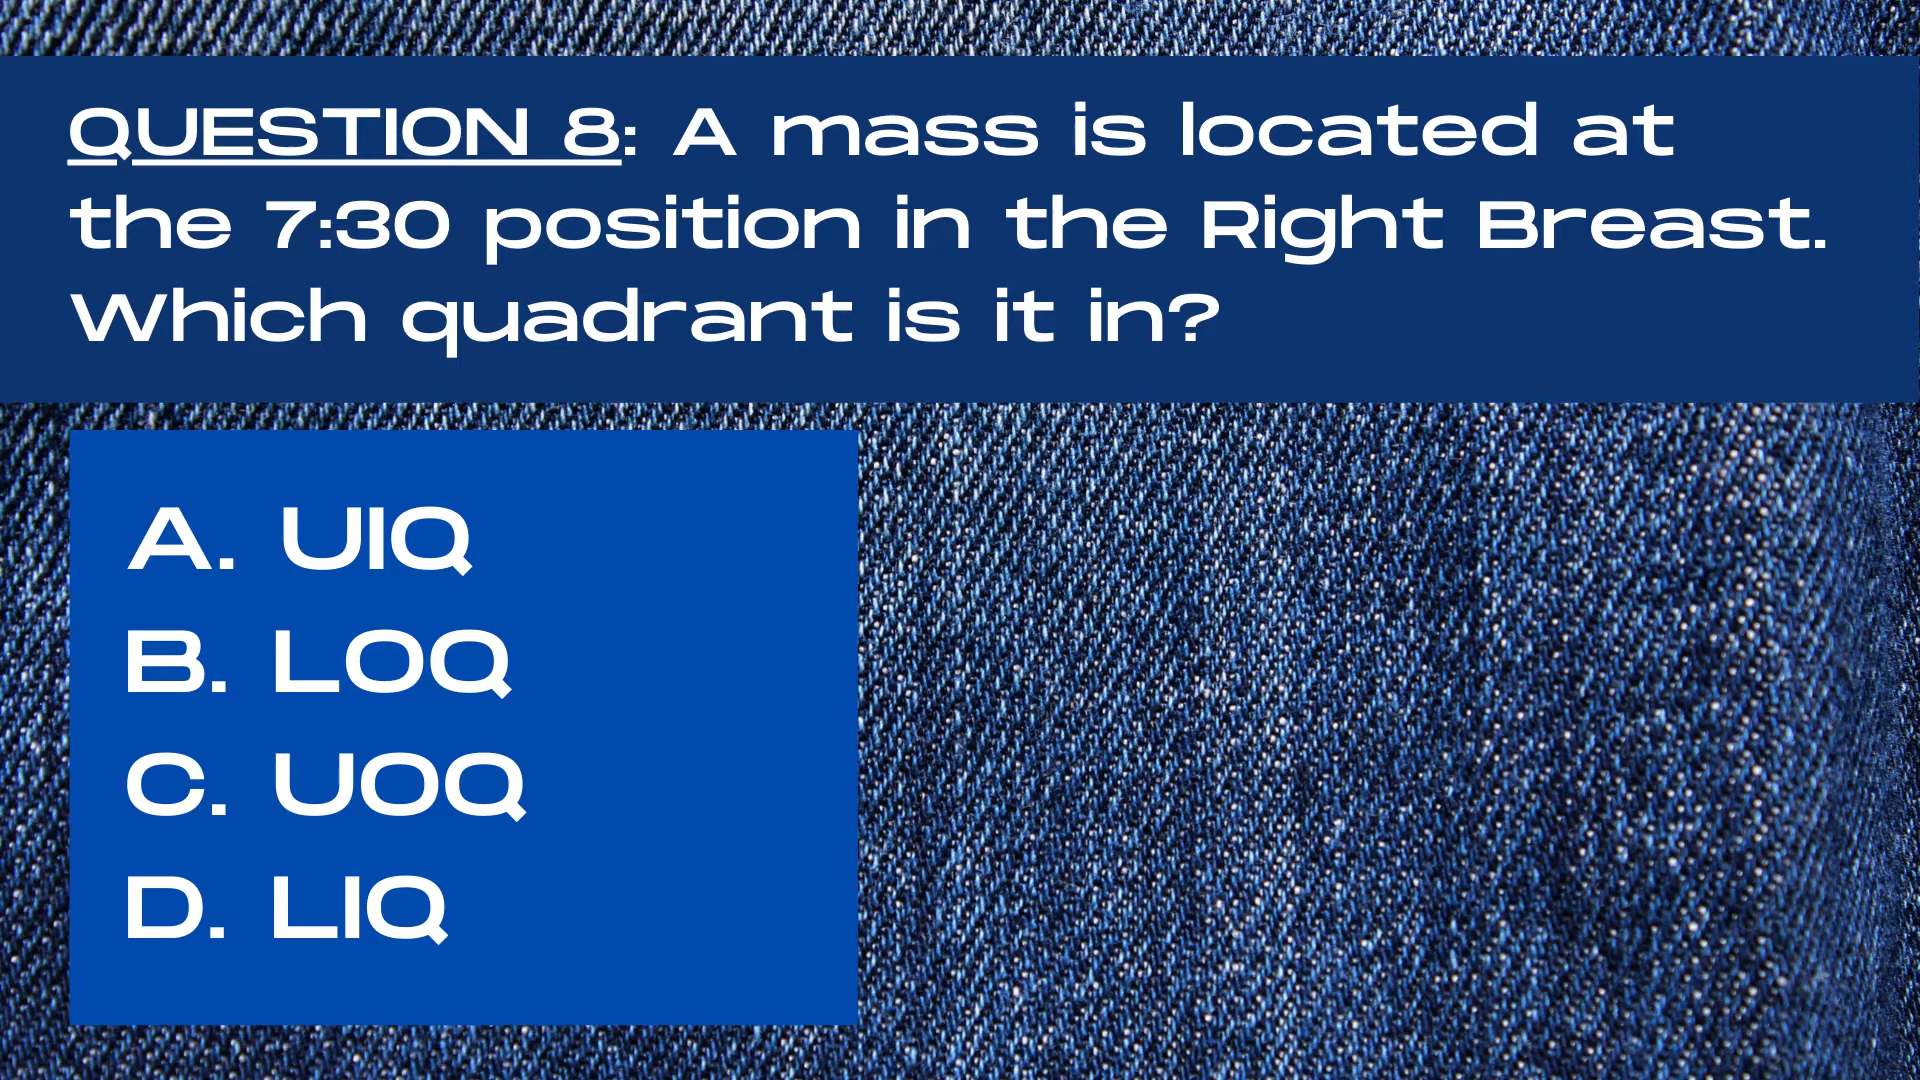 QUESTION 8: A mass is located at
the 7:30 position in the Right Breast.
Which quadrant is it in?
A. UIQ
B. LOQ
C. UOQ
D. LIQ